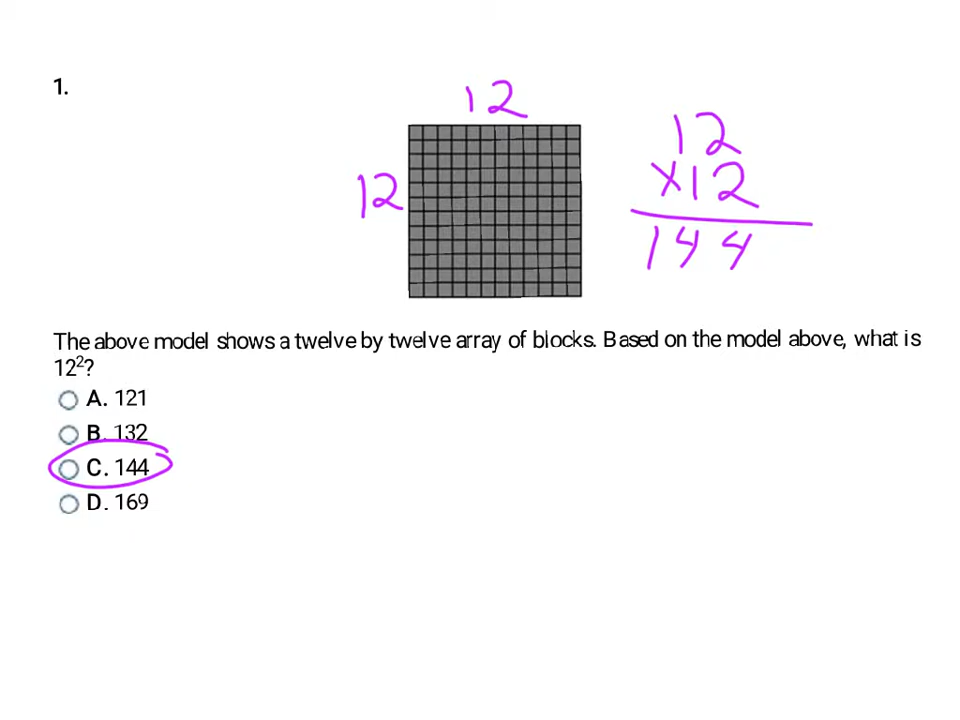 1.
12
12
12
×12
144
The above model shows a twelve by twelve array of blocks. Based on the model above, what is
12²?
A. 121
B. 132
C. 144
D. 169